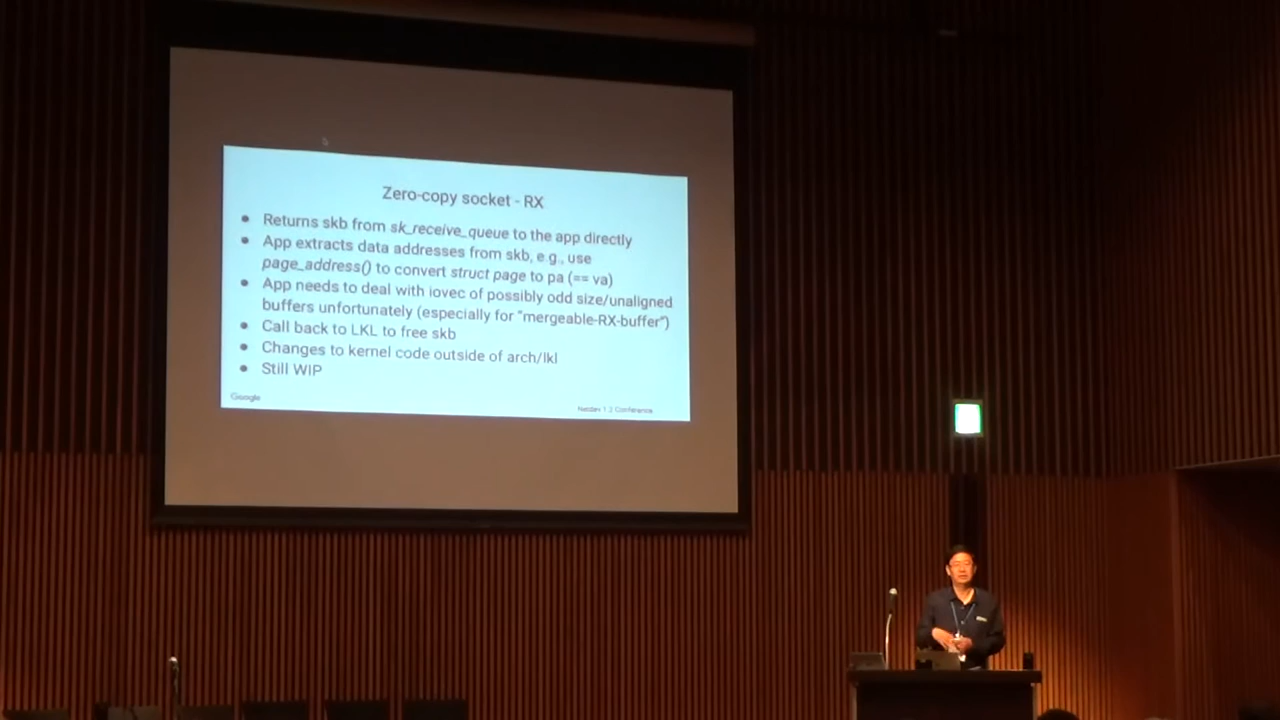 Zero-copy socket - RX
● Returns skb from sk_receive_queue to the app directly
● App extracts data addresses from skb, e.g., use
page_address() to convert struct page to pa (== va)
● App needs to deal with iovec of possibly odd size/unaligned
buffers unfortunately (especially for "mergeable-RX-buffer")
● Call back to LKL to free skb
● Changes to kernel code outside of arch/lkl
● Still WIP
Google
Netdev Conference